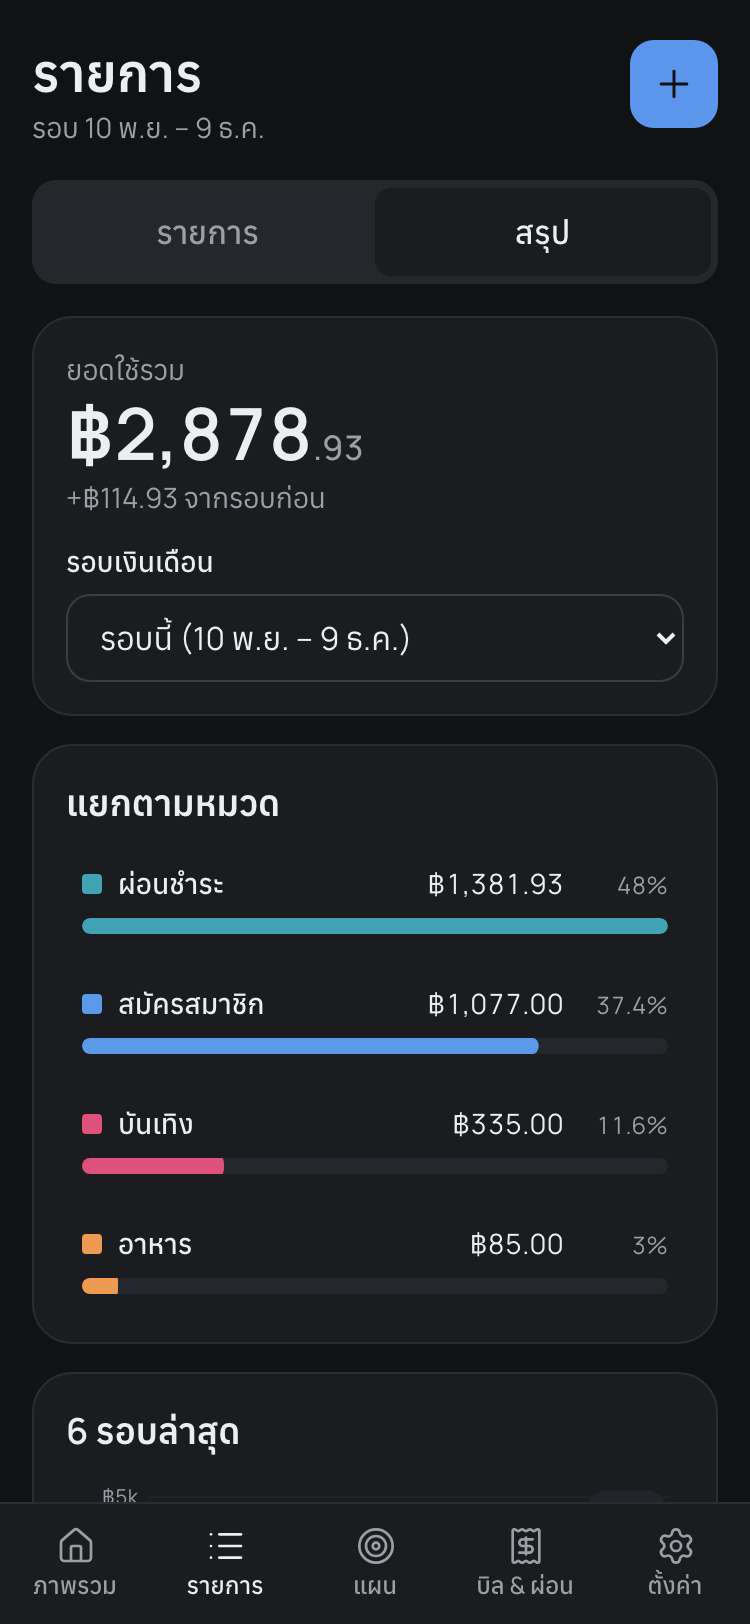 รายการ
รอบ 10 พ.ย. – 9 ธ.ค.
รายการ สรุป
ยอดใช้รวม
฿2,878.93
+฿114.93 จากรอบก่อน
รอบเงินเดือน
รอบนี้ (10 พ.ย. – 9 ธ.ค.)
แยกตามหมวด
ผ่อนชำระ ฿1,381.93 48%
สมัครสมาชิก ฿1,077.00 37.4%
บันเทิง ฿335.00 11.6%
อาหาร ฿85.00 3%
6 รอบล่าสุด
฿5k
ภาพรวม รายการ แผน บิล & ผ่อน ตั้งค่า